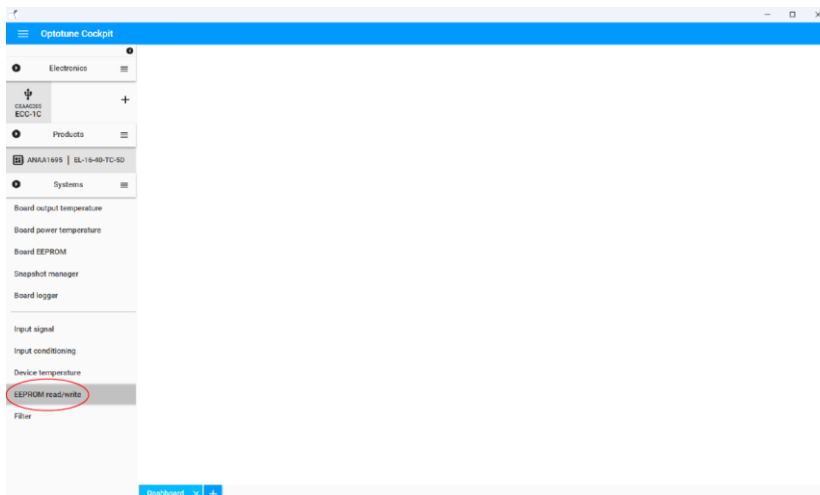 Optotune Cockpit
Electronics
ECC-1C
Products
ANAA1695 | EL-16-40-TC-5D
Systems
Board output temperature
Board power temperature
Board EEPROM
Snapshot manager
Board logger
Input signal
Input conditioning
Device temperature
EEPROM read/write
Filter
Dashboard